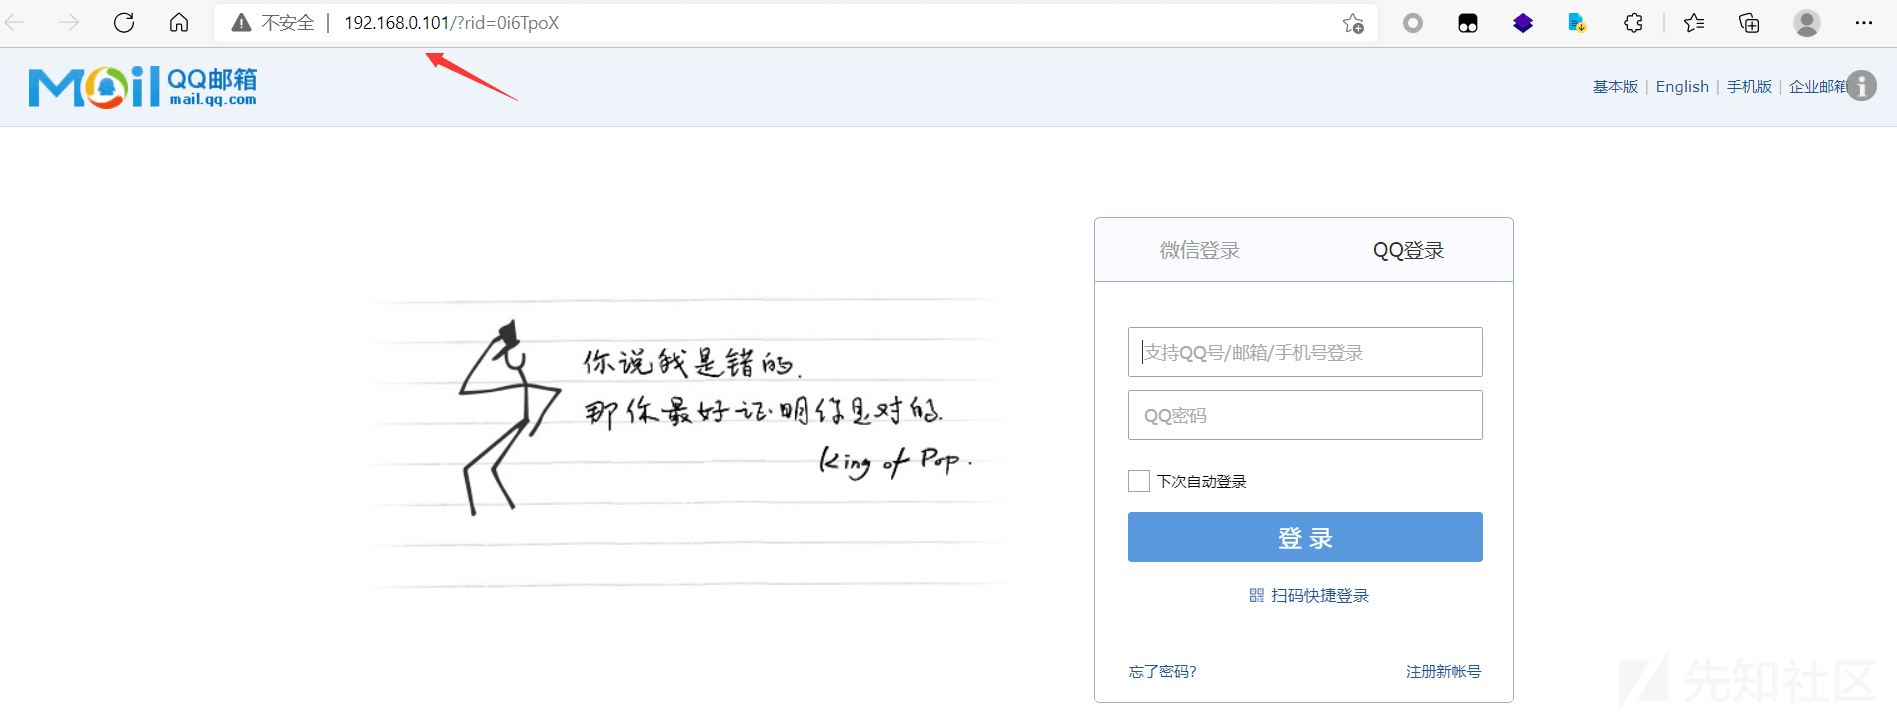 不安全 192.168.0.101/?rid=0i6TpoX
Mail QQ邮箱
mail.qq.com
基本版 | English | 手机版 | 企业邮箱
微信登录 QQ登录
支持QQ号/邮箱/手机号登录
QQ密码
下次自动登录
登 录
扫码快捷登录
忘了密码? 注册新帐号
你说我是错的.
那你最好证明你是对的.
King of Pop.
先知社区